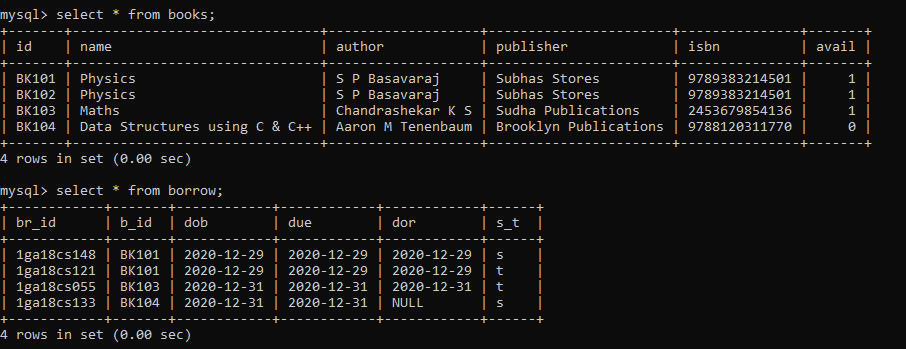 mysql> select * from books;
+-------+-------------------------------+------------------+-----------------------+---------------+-------+
| id    | name                          | author           | publisher             | isbn          | avail |
+-------+-------------------------------+------------------+-----------------------+---------------+-------+
| BK101 | Physics                       | S P Basavaraj    | Subhas Stores         | 9789383214501 |     1 |
| BK102 | Physics                       | S P Basavaraj    | Subhas Stores         | 9789383214501 |     1 |
| BK103 | Maths                         | Chandrashekar K S | Sudha Publications    | 2453679854136 |     1 |
| BK104 | Data Structures using C & C++ | Aaron M Tenenbaum | Brooklyn Publications | 9788120311770 |     0 |
+-------+-------------------------------+------------------+-----------------------+---------------+-------+
4 rows in set (0.00 sec)
mysql> select * from borrow;
+------------+-------+------------+------------+------------+------+
| br_id      | b_id  | dob        | due        | dor        | s_t  |
+------------+-------+------------+------------+------------+------+
| 1ga18cs148 | BK101 | 2020-12-29 | 2020-12-29 | 2020-12-29 | s    |
| 1ga18cs121 | BK101 | 2020-12-29 | 2020-12-29 | 2020-12-29 | t    |
| 1ga18cs055 | BK103 | 2020-12-31 | 2020-12-31 | 2020-12-31 | t    |
| 1ga18cs133 | BK104 | 2020-12-31 | 2020-12-31 | NULL       | s    |
+------------+-------+------------+------------+------------+------+
4 rows in set (0.00 sec)